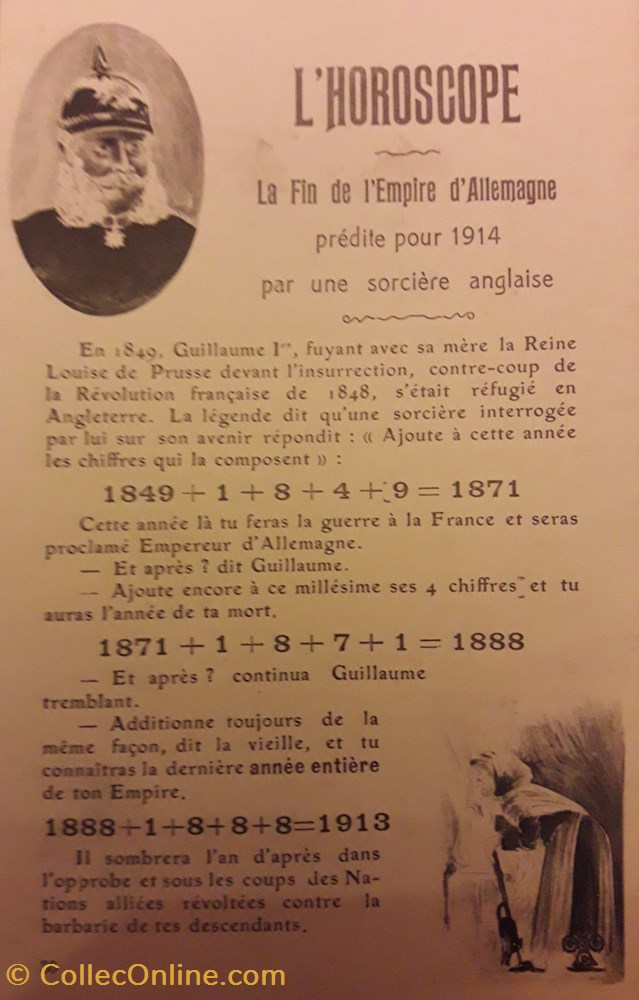 L'HOROSCOPE
La Fin de l'Empire d'Allemagne
prédite pour 1914
par une sorcière anglaise
En 1849, Guillaume Ier, fuyant avec sa mère la Reine
Louise de Prusse devant l'insurrection, contre-coup de
la Révolution française de 1848, s'était réfugié en
Angleterre. La légende dit qu'une sorcière interrogée
par lui sur son avenir répondit : « Ajoute à cette année
les chiffres qui la composent » :
1849 + 1 + 8 + 4 + 9 = 1871
Cette année là tu feras la guerre à la France et seras
proclamé Empereur d'Allemagne.
— Et après ? dit Guillaume.
— Ajoute encore à ce millésime ses 4 chiffres et tu
auras l'année de ta mort.
1871 + 1 + 8 + 7 + 1 = 1888
— Et après ? continua Guillaume
tremblant.
— Additionne toujours de la
même façon, dit la vieille, et tu
connaîtras la dernière année entière
de ton Empire.
1888+1+8+8+8=1913
Il sombrera l'an d'après dans
l'opprobe et sous les coups des Na-
tions alliées révoltées contre la
barbarie de tes descendants.
© CollecOnline.com